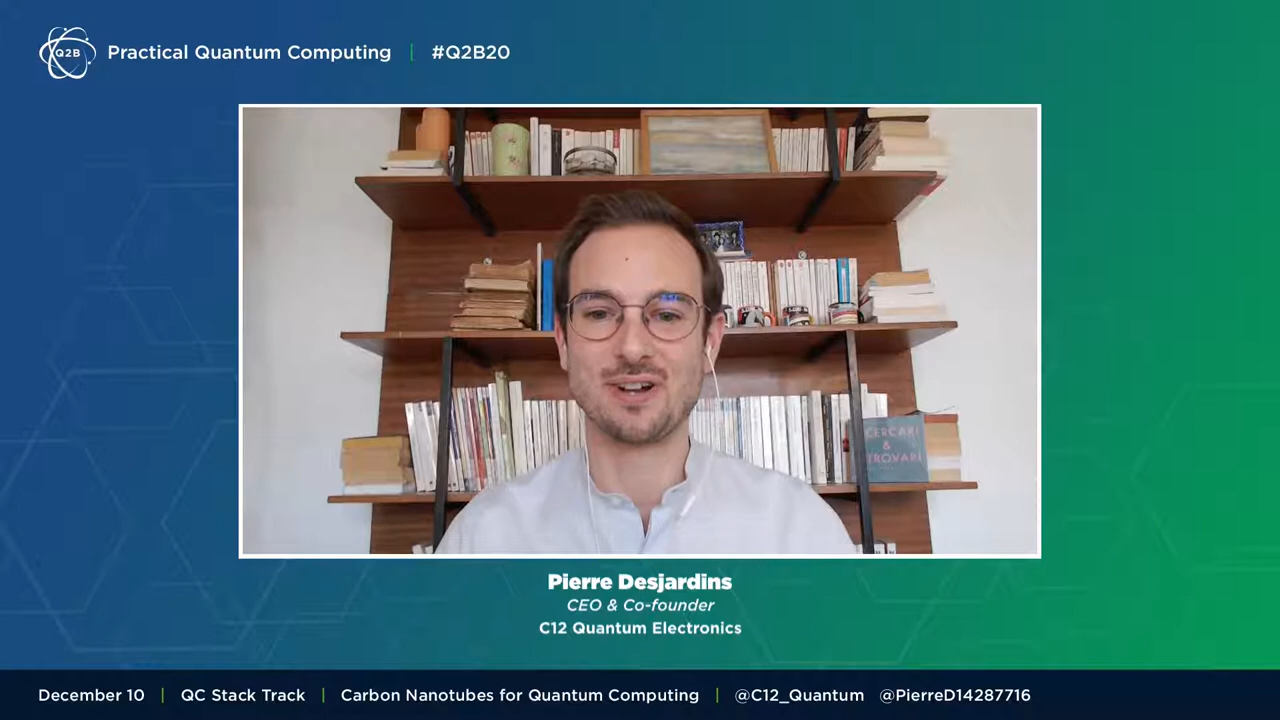 Q2B
Practical Quantum Computing | #Q2B20
CERCARE
&
TROVARE
Pierre Desjardins
CEO & Co-founder
C12 Quantum Electronics
December 10 | QC Stack Track | Carbon Nanotubes for Quantum Computing | @C12_Quantum @PierreD14287716